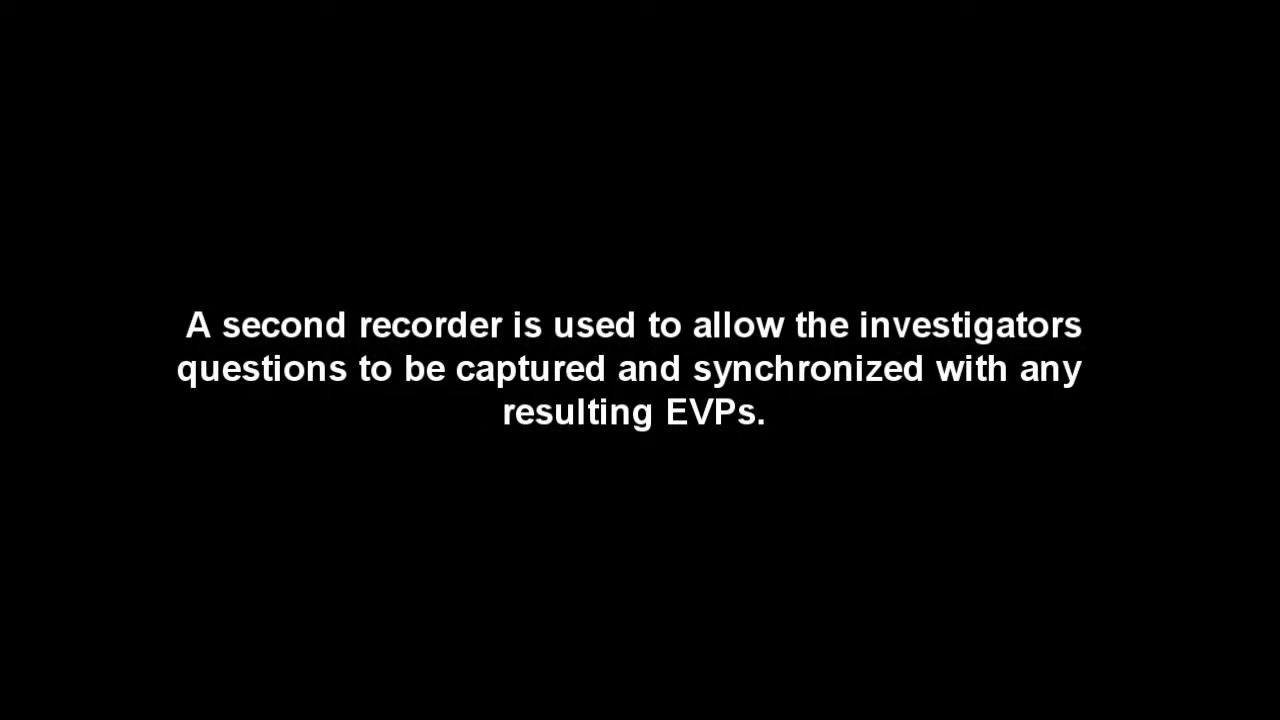 A second recorder is used to allow the investigators
questions to be captured and synchronized with any
resulting EVPs.